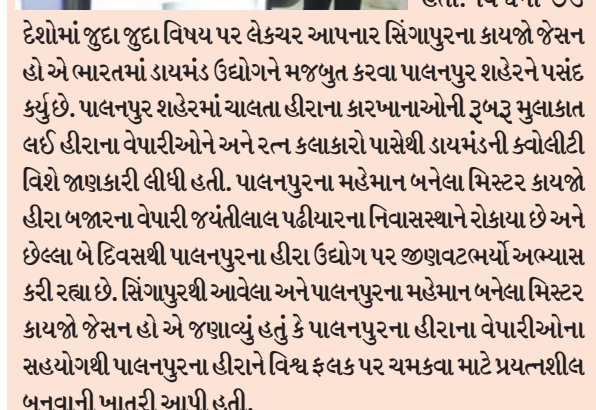 હતી. વિશ્વના
દેશોમાં જુદા જુદા વિષય પર લેકચર આપનાર સિંગાપુરના કાયજો જેસન
હો એ ભારતમાં ડાયમંડ ઉદ્યોગને મજબુત કરવા પાલનપુર શહેરને પસંદ
કર્યુ છે. પાલનપુર શહેરમાં ચાલતા હીરાના કારખાનાઓની રૂબરૂ મુલાકાત
લઈ હીરાના વેપારીઓને અને રત્ન કલાકારો પાસેથી ડાયમંડની ક્વોલીટી
વિશે જાણકારી લીધી હતી. પાલનપુરના મહેમાન બનેલા મિસ્ટર કાયજો
હીરા બજારના વેપારી જયંતીલાલ પઢીયારના નિવાસસ્થાને રોકાયા છે અને
છેલ્લા બે દિવસથી પાલનપુરના હીરા ઉદ્યોગ પર જીણવટભર્યો અભ્યાસ
કરી રહ્યા છે. સિંગાપુરથી આવેલા અને પાલનપુરના મહેમાન બનેલા મિસ્ટર
કાયજો જેસન હો એ જણાવ્યું હતું કે પાલનપુરના હીરાના વેપારીઓના
સહયોગથી પાલનપુરના હીરાને વિશ્વ ફલક પર ચમકવા માટે પ્રયત્નશીલ
બનવાની ખાતરી આપી હતી.